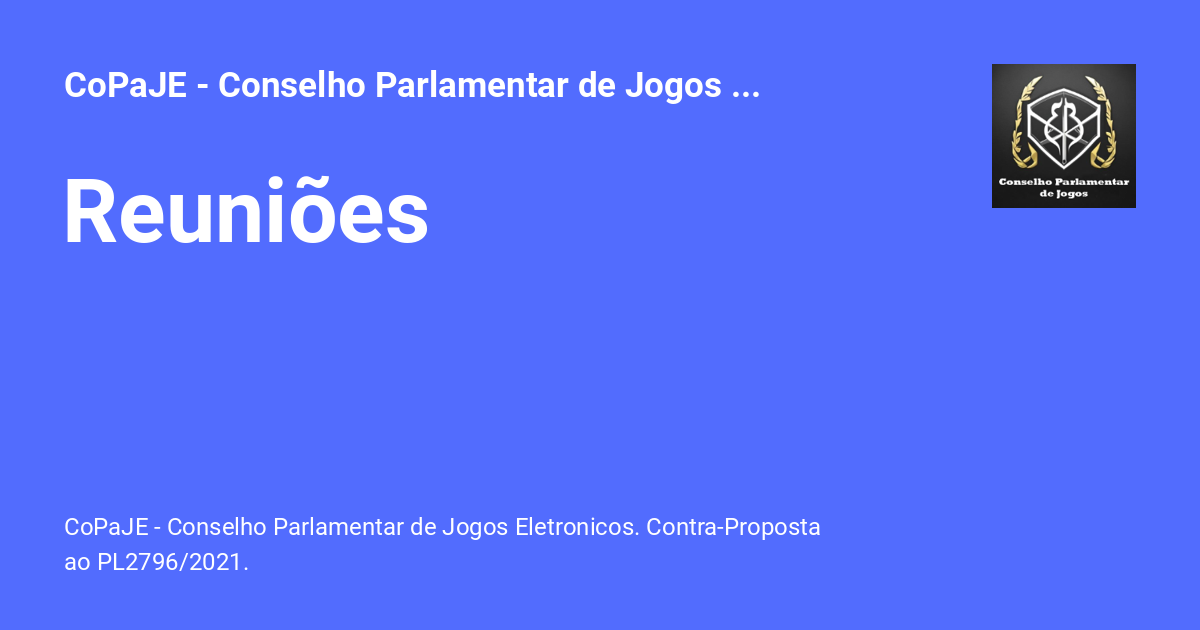 CoPaJE - Conselho Parlamentar de Jogos ...
Conselho Parlamentar
de Jogos
Reuniões
CoPaJE - Conselho Parlamentar de Jogos Eletronicos. Contra-Proposta
ao PL2796/2021.